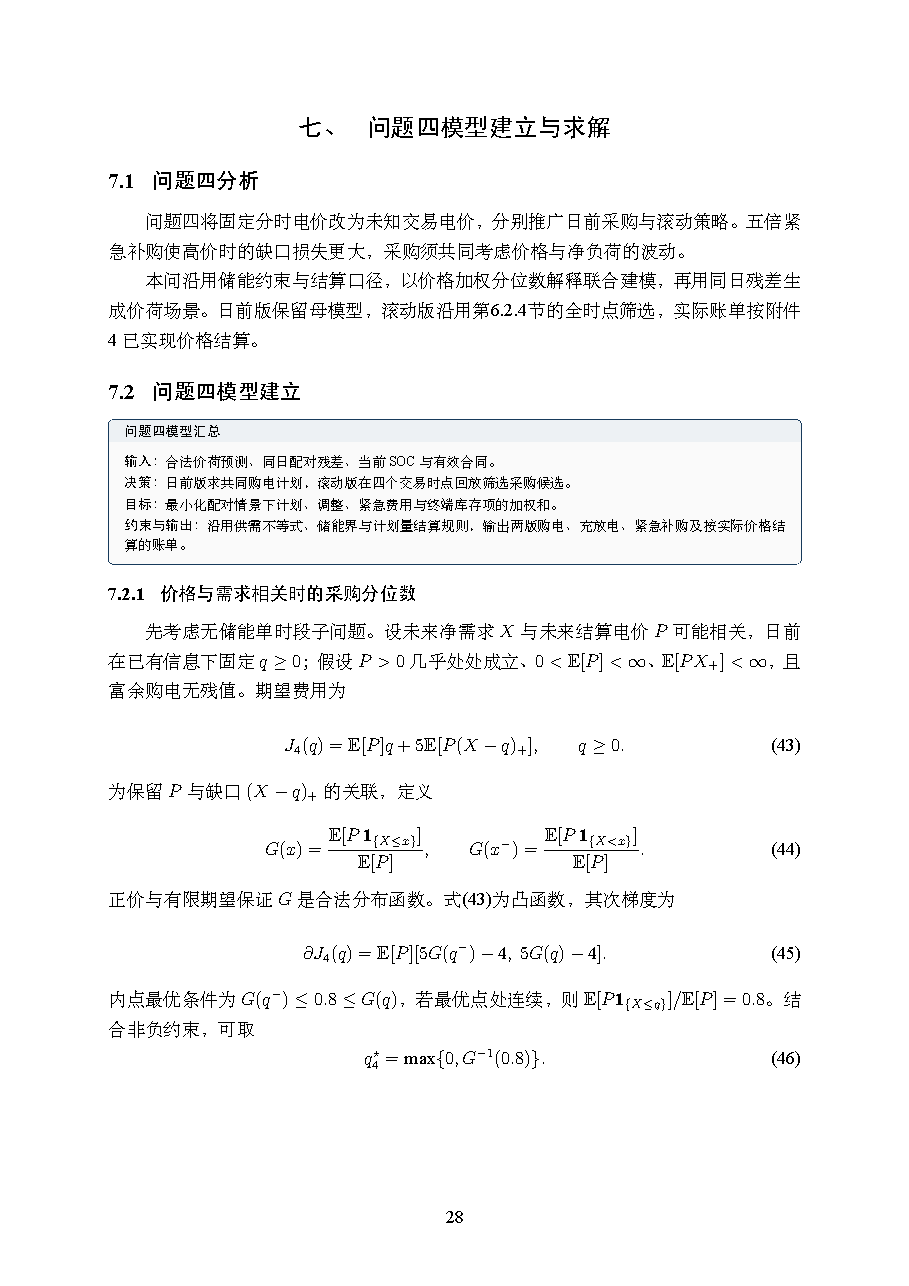 七、 问题四模型建立与求解
7.1 问题四分析
问题四将固定分时电价改为未知交易电价，分别推广日前采购与滚动策略。五倍紧
急补购使高价时的缺口损失更大，采购须共同考虑价格与净负荷的波动。
本问沿用储能约束与结算口径，以价格加权分位数解释联合建模，再用同日残差生
成价荷场景。日前版保留母模型，滚动版沿用第6.2.4节的全时点筛选，实际账单按附件
4 已实现价格结算。
7.2 问题四模型建立
问题四模型汇总
输入：合法价荷预测、同日配对残差、当前 SOC 与有效合同。
决策：日前版求共同购电计划，滚动版在四个交易时点回放筛选采购候选。
目标：最小化配对情景下计划、调整、紧急费用与终端库存项的加权和。
约束与输出：沿用供需不等式、储能界与计划量结算规则，输出两版购电、充放电、紧急补购及按实际价格结
算的账单。
7.2.1 价格与需求相关时的采购分位数
先考虑无储能单时段子问题。设未来净需求 X 与未来结算电价 P 可能相关，日前
在已有信息下固定 q ≥ 0；假设 P > 0 几乎处处成立、0 < 𝔼[P] < ∞、𝔼[PX₊] < ∞，且
富余购电无残值。期望费用为
J₄(q) = 𝔼[P]q + 5𝔼[P(X − q)₊], q ≥ 0. (43)
为保留 P 与缺口 (X − q)₊ 的关联，定义
G(x) = 𝔼[P𝟏_{X≤x}] / 𝔼[P], G(x⁻) = 𝔼[P𝟏_{X<x}] / 𝔼[P]. (44)
正价与有限期望保证 G 是合法分布函数。式(43)为凸函数，其次梯度为
∂J₄(q) = 𝔼[P][5G(q⁻) − 4, 5G(q) − 4]. (45)
内点最优条件为 G(q⁻) ≤ 0.8 ≤ G(q)，若最优点处连续，则 𝔼[P𝟏_{X≤q}]/𝔼[P] = 0.8。结
合非负约束，可取
q₄* = max{0, G⁻¹(0.8)}. (46)
28